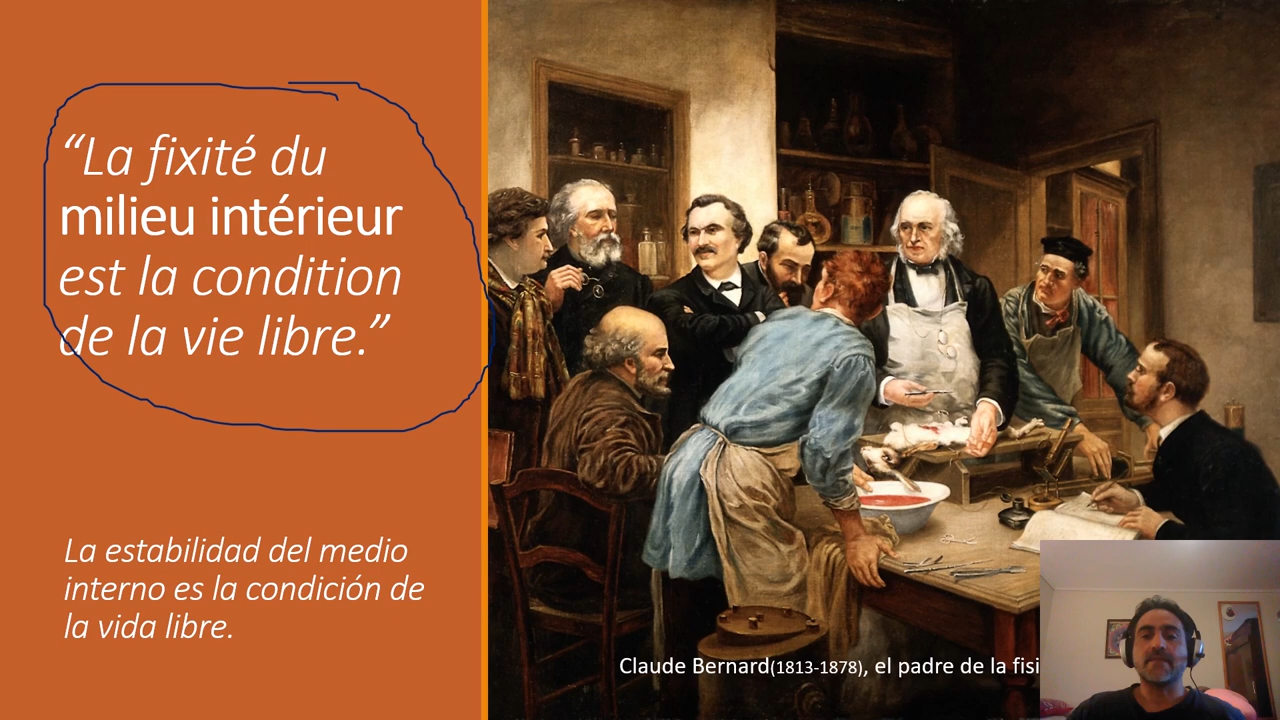 “La fixité du
milieu intérieur
est la condition
de la vie libre.”
La estabilidad del medio
interno es la condición de
la vida libre.
Claude Bernard(1813-1878), el padre de la